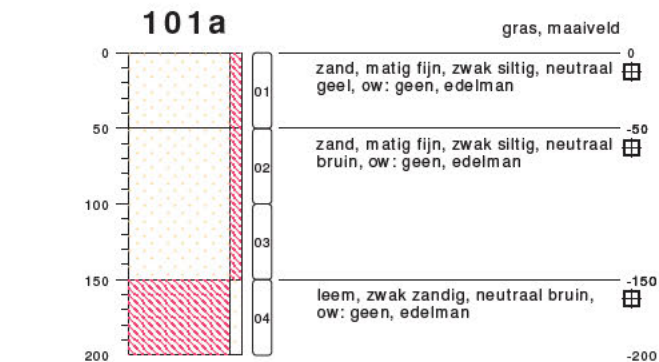 101a
gras, maaiveld
0
0
zand, matig fijn, zwak siltig, neutraal
geel, ow: geen, edelman
01
50
-50
zand, matig fijn, zwak siltig, neutraal
bruin, ow: geen, edelman
02
100
03
150
-150
leem, zwak zandig, neutraal bruin,
ow: geen, edelman
04
200
-200